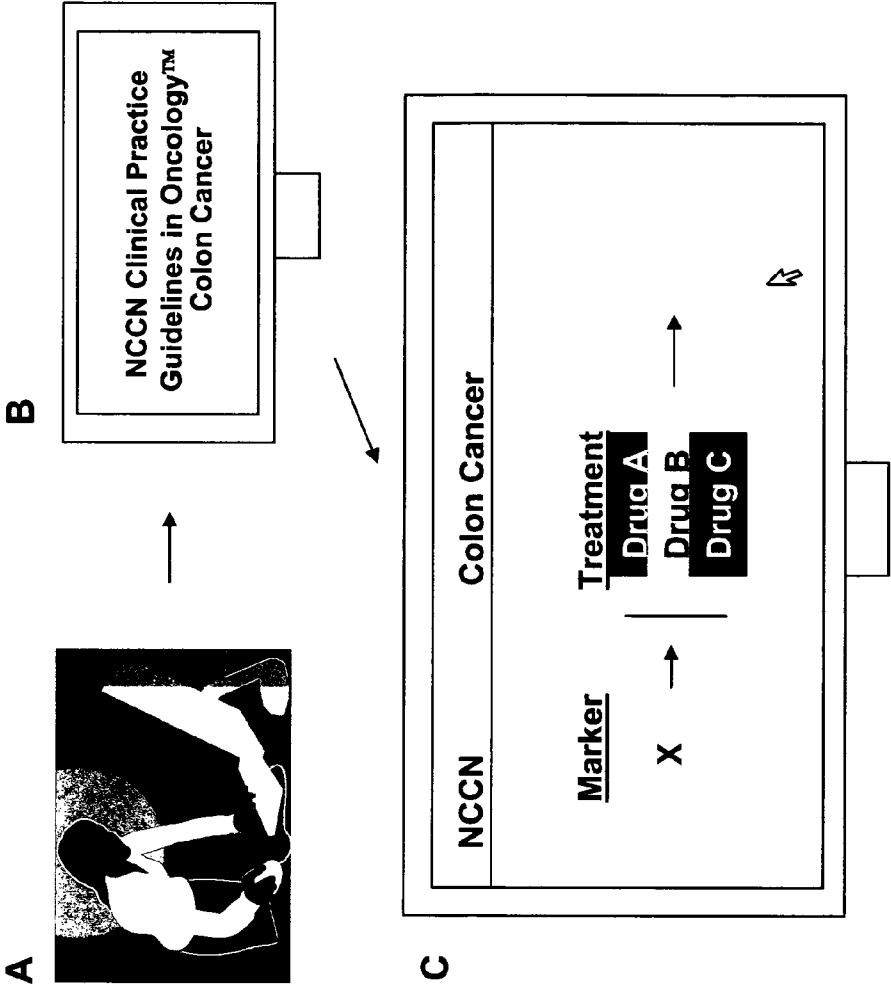 A
B
NCCN Clinical Practice
Guidelines in Oncology™
Colon Cancer
C
NCCN Colon Cancer
Marker Treatment
Drug A
X Drug B
Drug C